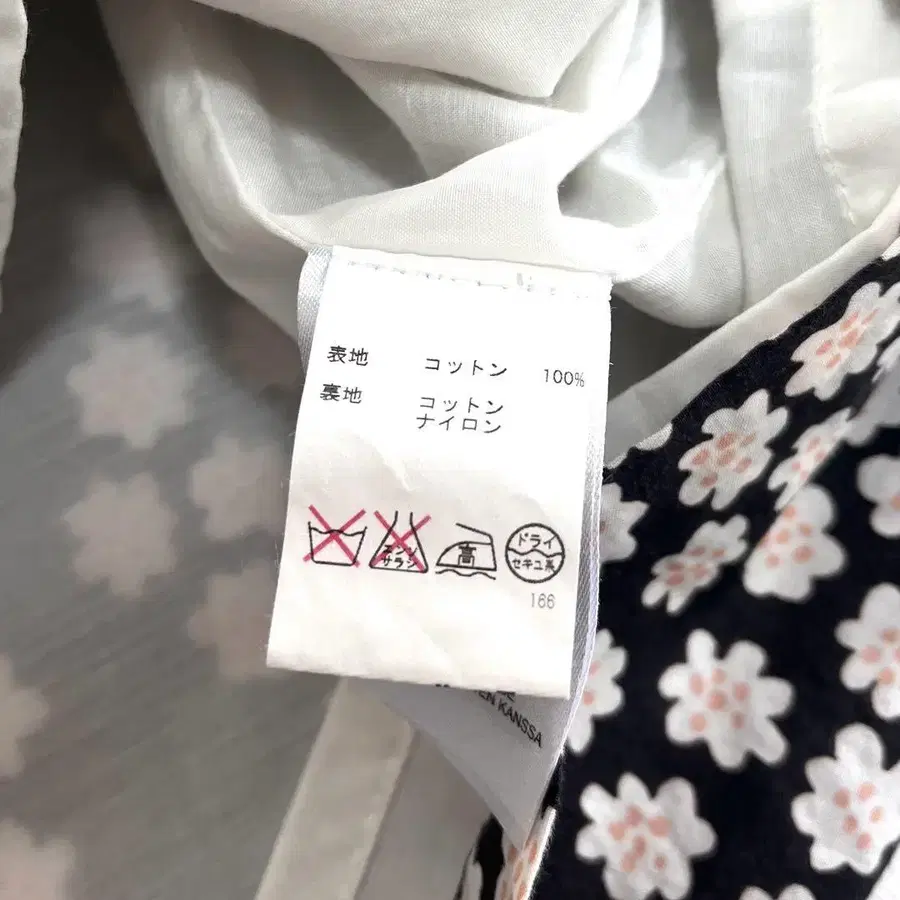 表地 コットン 100%
裏地 コットン
ナイロン
エンソ
サラシ
高
ドライ
セキユ系
166
EN KANSSA